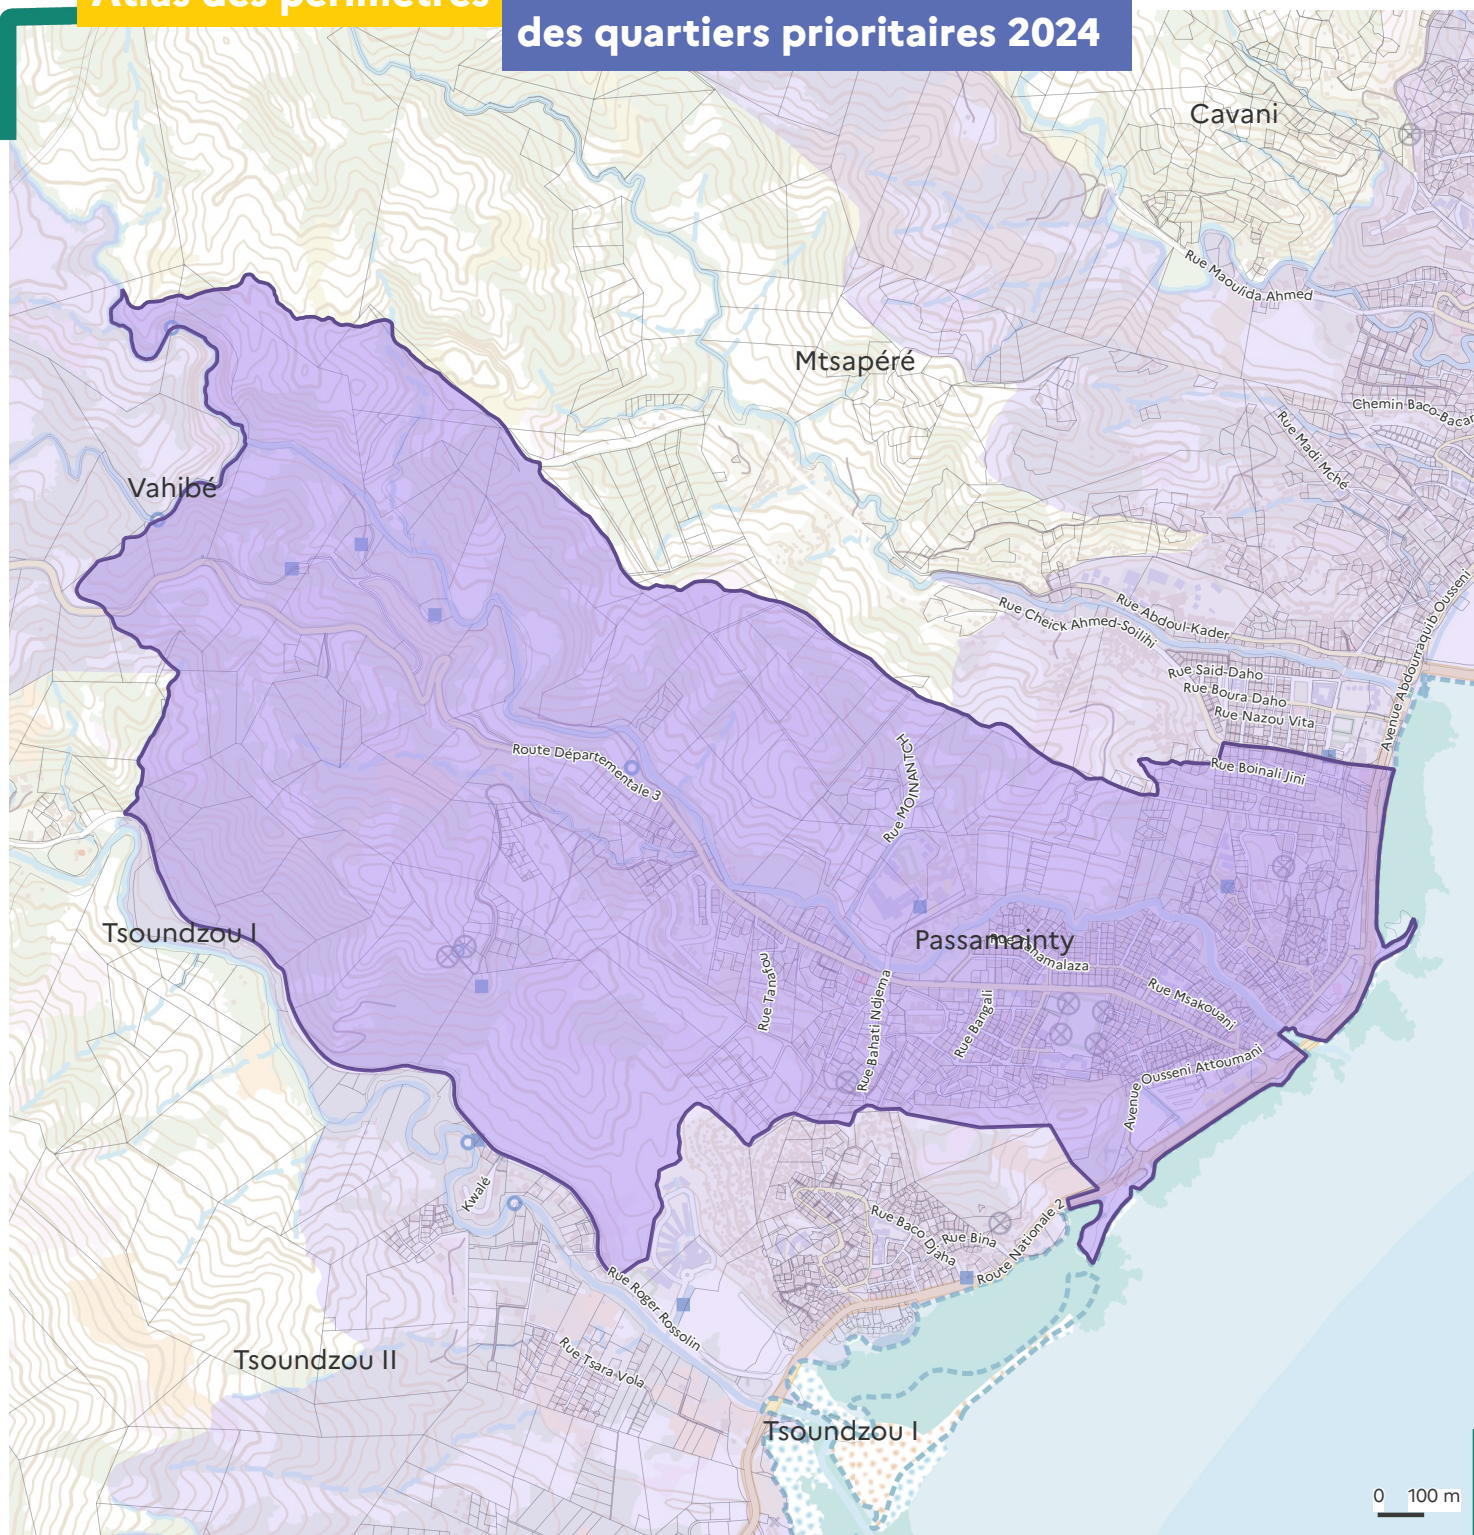 Atlas des périmètres
des quartiers prioritaires 2024
Cavani
Rue Maoulida Ahmed
Mtsapéré
Chemin Baco-Bacar
Rue Madi Mché
Vahibé
Avenue Abdourraquib Ousseni
Rue Cheick Ahmed-Soilihi
Rue Abdoul-Kader
Rue Said-Daho
Rue Boura Daho
Rue Nazou Vita
Rue Boinali Jini
Route Départementale 3
Rue MOINANTCH
Tsoundzou I
Passamainty
Rue Tanafou
Rue Msakouani
Rue Bahati Ndjema
Rue Bangali
Avenue Ousseni Attoumani
Kwalé
Rue Baco Djaha
Rue Bina
Route Nationale 2
Rue Roger Rossolin
Rue Tsara Vola
Tsoundzou II
Tsoundzou I
0 100 m